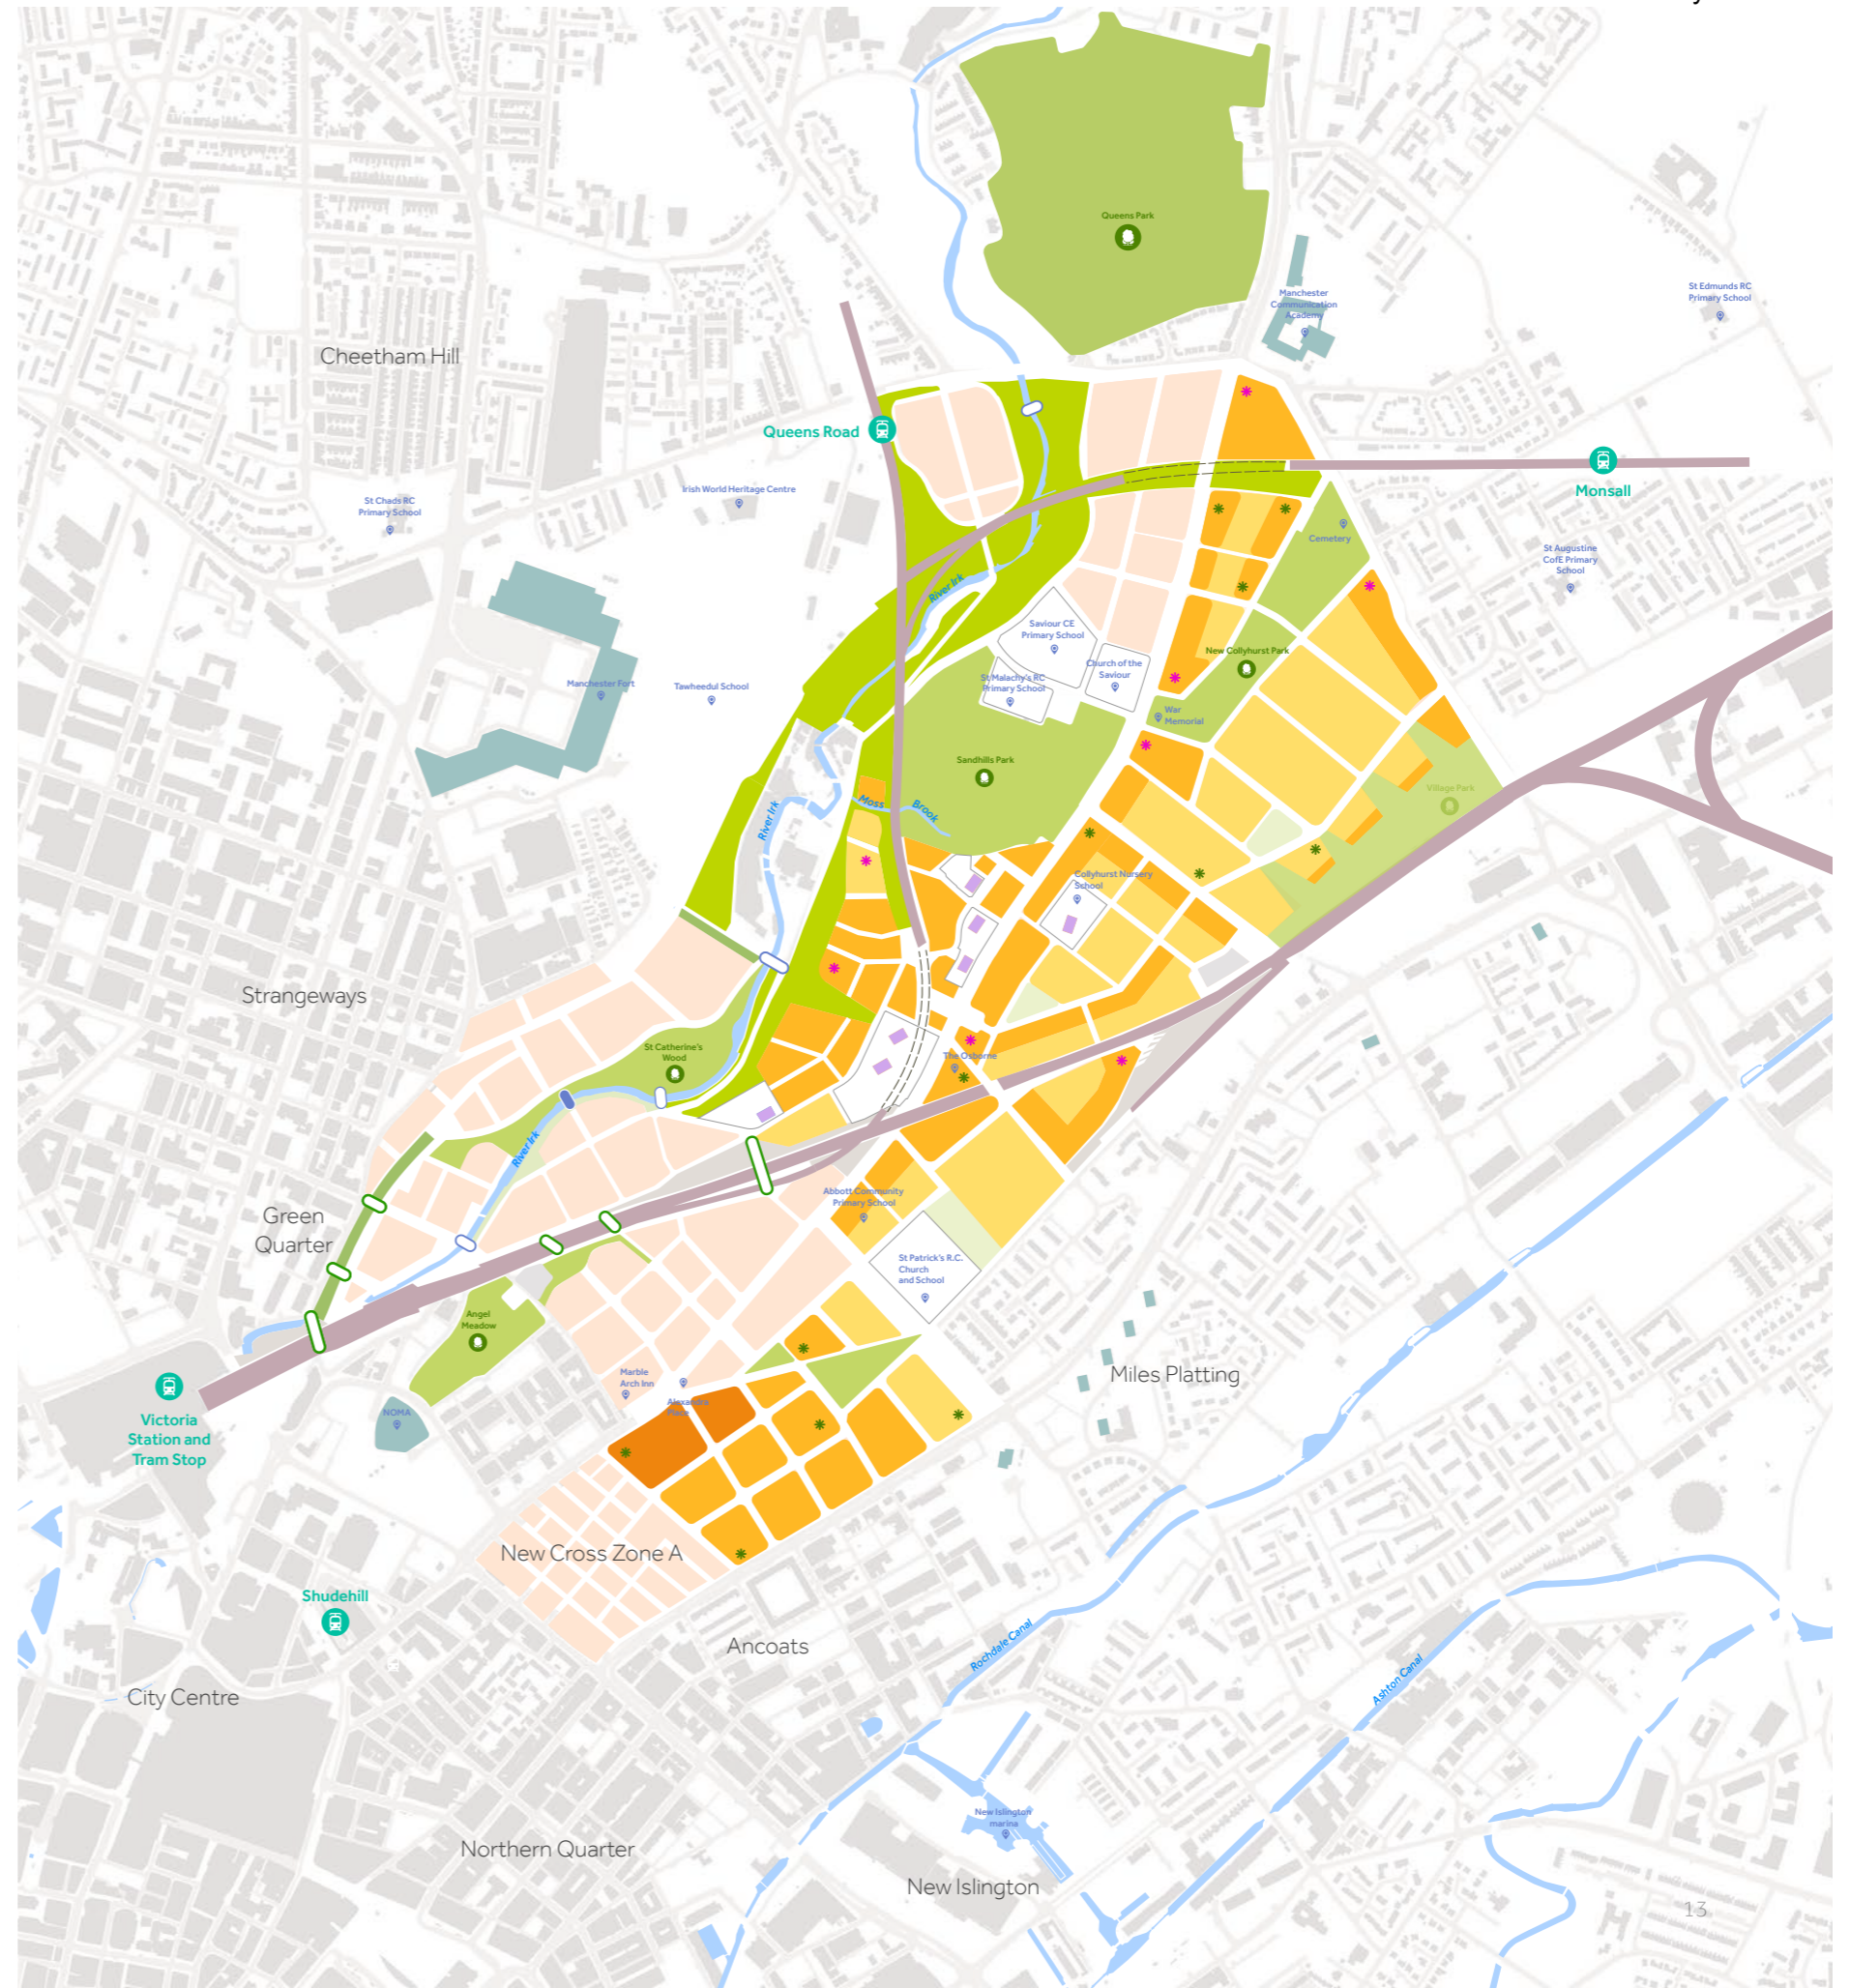 Queens Park
Manchester
Communication
Academy
St Edmunds RC
Primary School
Cheetham Hill
Queens Road
Monsall
Irish World Heritage Centre
St Chads RC
Primary School
Cemetery
St Augustine
CofE Primary
School
River Irk
Saviour CE
Primary School
New Collyhurst Park
Church of the
Saviour
St Malachy's RC
Primary School
Manchester Fort
Tawheedul School
War
Memorial
Sandhills Park
Village Park
Moss
Brook
River Irk
Collyhurst Nursery
School
Strangeways
St Catherine's
Wood
The Osborne
River Irk
Abbott Community
Primary School
Green
Quarter
St Patrick's R.C.
Church
and School
Angel
Meadow
Marble
Arch Inn
Alexandra
Place
Miles Platting
NOMA
Victoria
Station and
Tram Stop
New Cross Zone A
Shudehill
Ancoats
Rochdale Canal
Ashton Canal
City Centre
New Islington
marina
Northern Quarter
New Islington
13